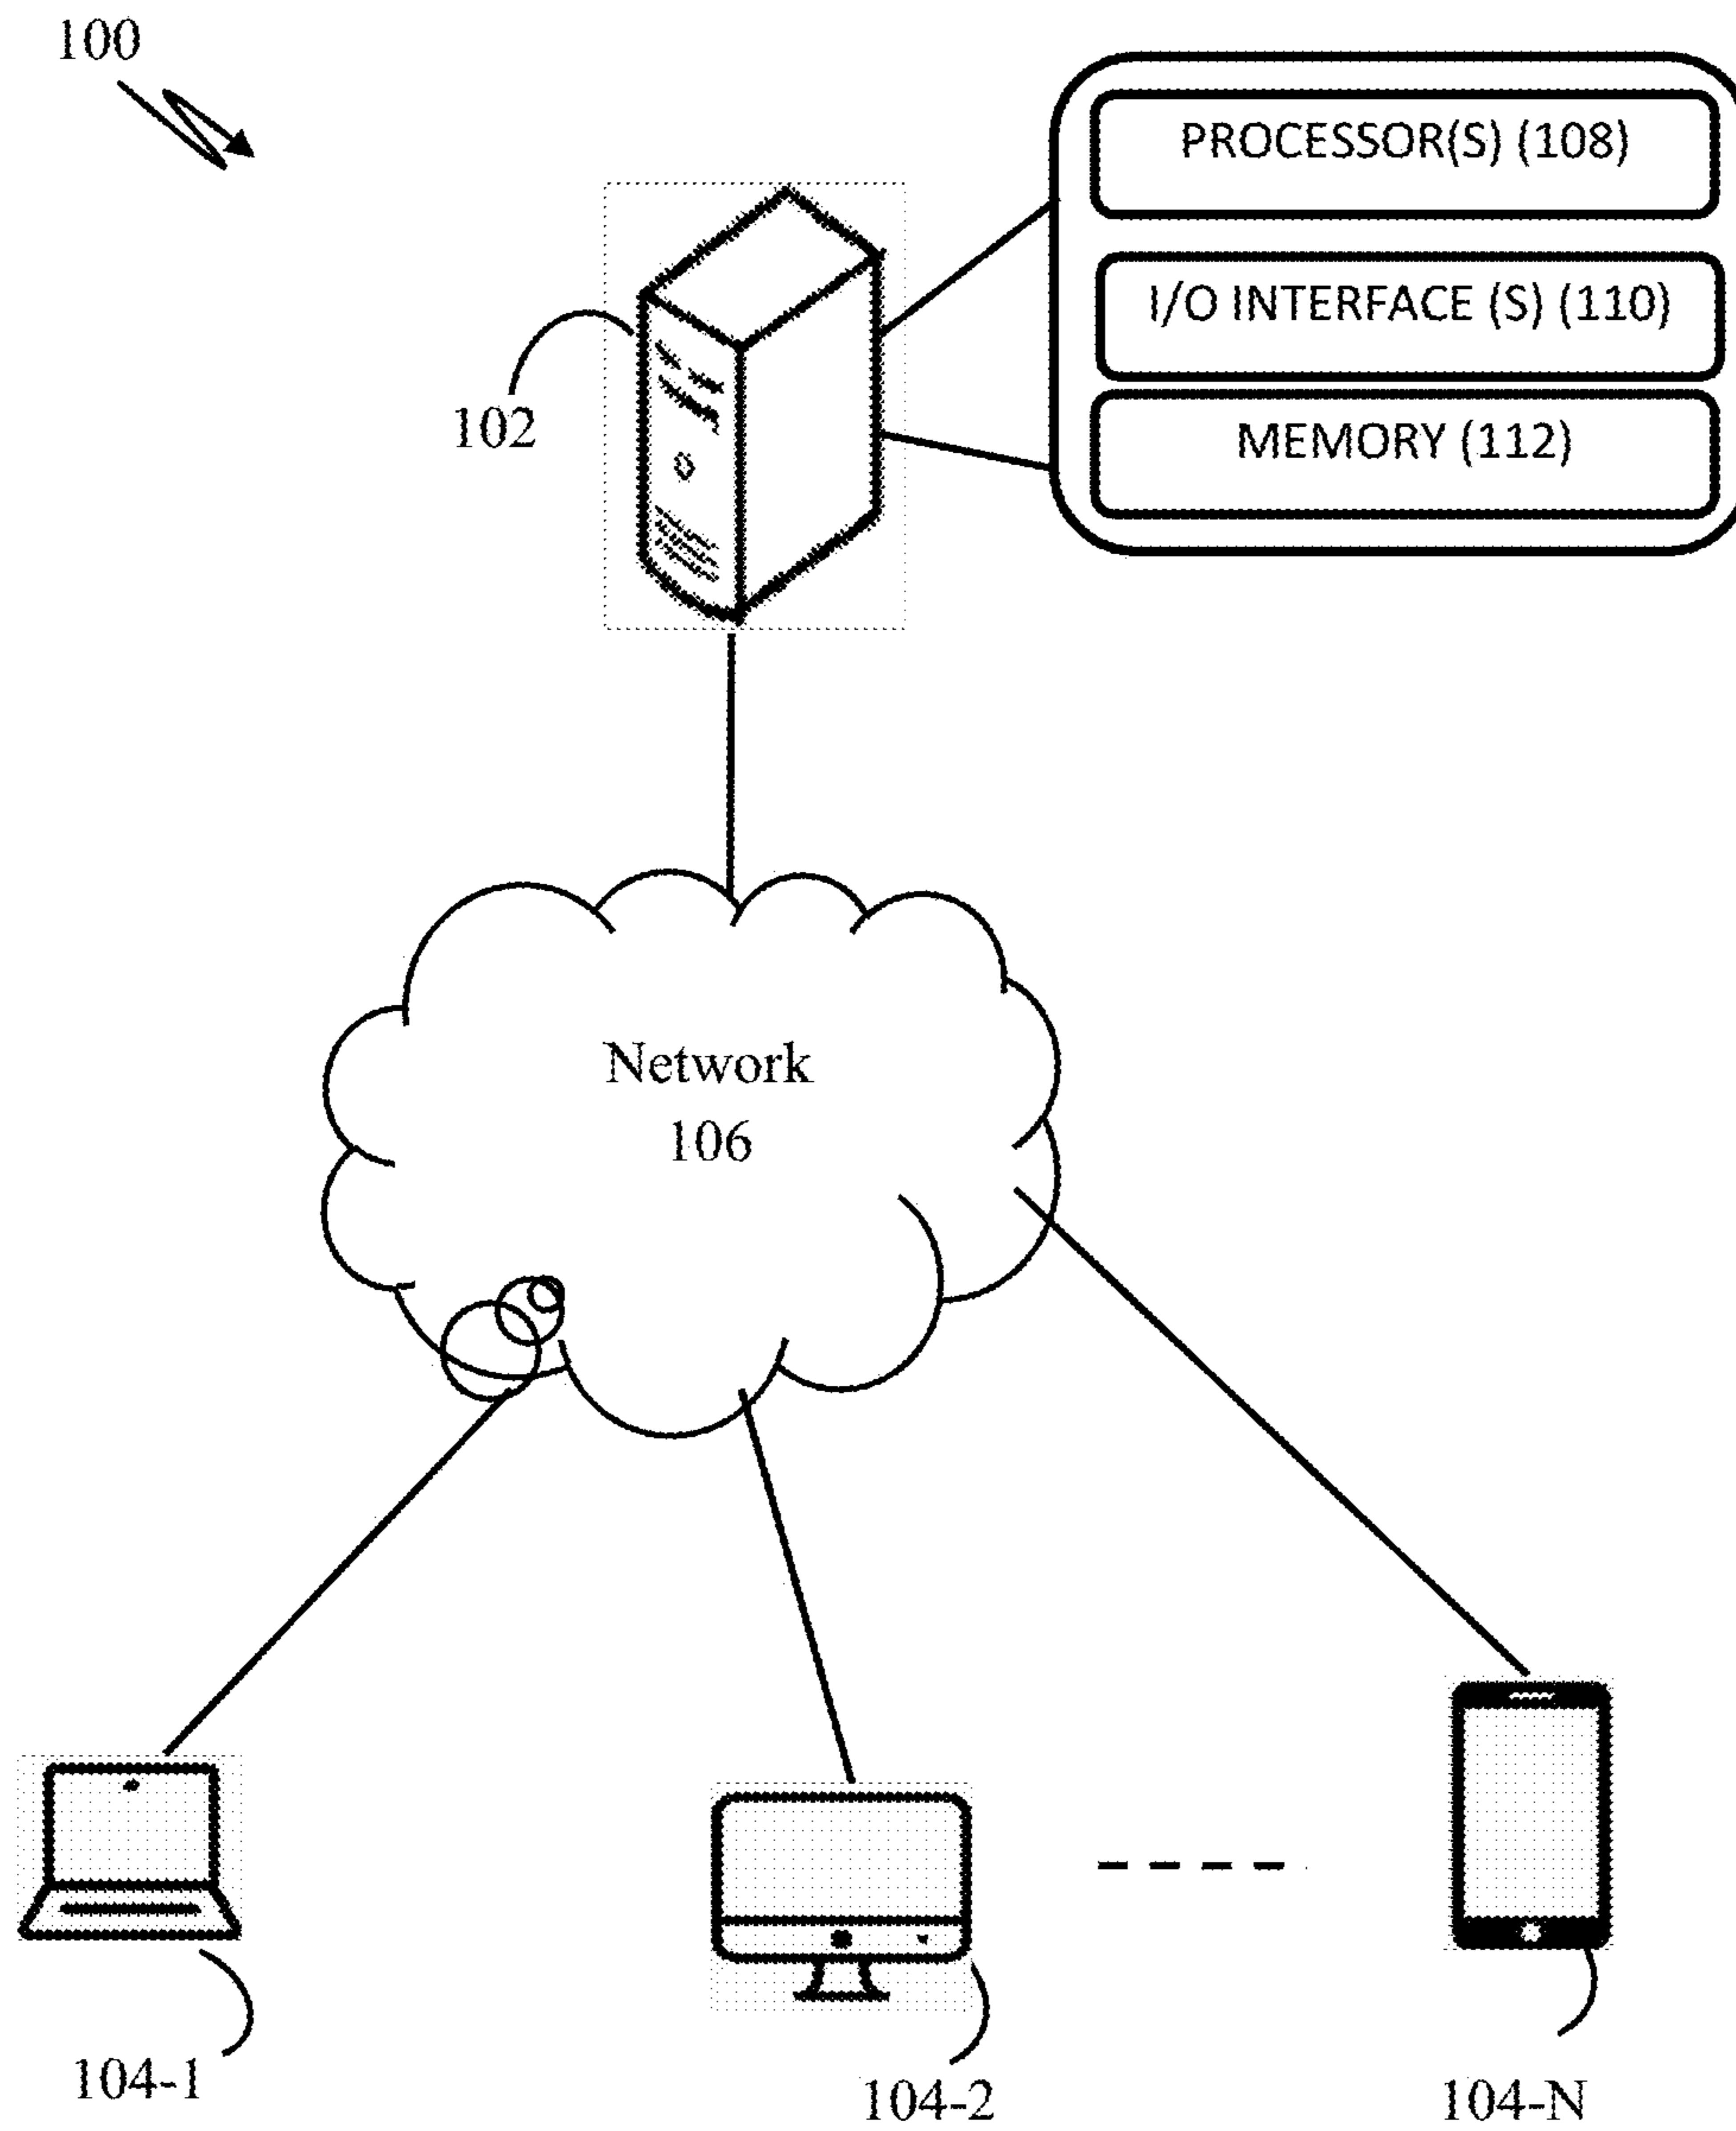 100
PROCESSOR(S) (108)
I/O INTERFACE (S) (110)
102
MEMORY (112)
Network
106
104-1
104-2
104-N